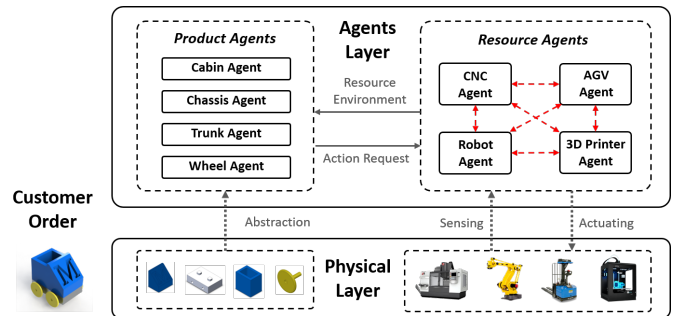 Product Agents
Agents
Layer
Resource Agents
Cabin Agent
Chassis Agent
Trunk Agent
Wheel Agent
Resource
Environment
Action Request
CNC
Agent
AGV
Agent
Robot
Agent
3D Printer
Agent
Customer
Order
Abstraction
Sensing
Actuating
M
Physical
Layer